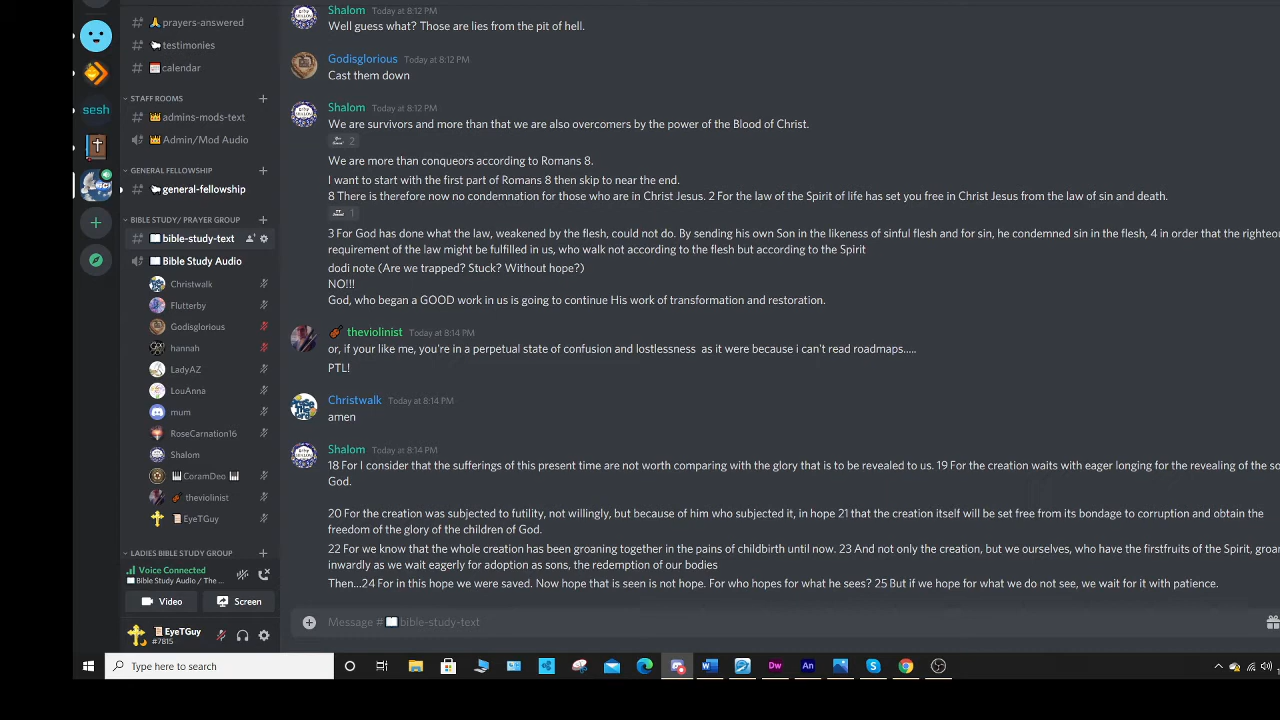 prayers-answered
testimonies
calendar
STAFF ROOMS
admins-mods-text
Admin/Mod Audio
GENERAL FELLOWSHIP
general-fellowship
BIBLE STUDY/ PRAYER GROUP
bible-study-text
Bible Study Audio
Christwalk
Flutterby
Godisglorious
hannah
LadyAZ
LouAnna
mum
RoseCarnation16
Shalom
CoramDeo
theviolinist
EyeTGuy
LADIES BIBLE STUDY GROUP
Voice Connected
Bible Study Audio / The ...
Video
Screen
EyeTGuy
#7815
sesh
Shalom Today at 8:12 PM
Well guess what? Those are lies from the pit of hell.
Godisglorious Today at 8:12 PM
Cast them down
Shalom Today at 8:12 PM
We are survivors and more than that we are also overcomers by the power of the Blood of Christ.
2
We are more than conqueors according to Romans 8.
I want to start with the first part of Romans 8 then skip to near the end.
8 There is therefore now no condemnation for those who are in Christ Jesus. 2 For the law of the Spirit of life has set you free in Christ Jesus from the law of sin and death.
1
3 For God has done what the law, weakened by the flesh, could not do. By sending his own Son in the likeness of sinful flesh and for sin, he condemned sin in the flesh, 4 in order that the righteou
requirement of the law might be fulfilled in us, who walk not according to the flesh but according to the Spirit
dodi note (Are we trapped? Stuck? Without hope?)
NO!!!
God, who began a GOOD work in us is going to continue His work of transformation and restoration.
theviolinist Today at 8:14 PM
or, if your like me, you're in a perpetual state of confusion and lostlessness as it were because i can't read roadmaps.....
PTL!
Christwalk Today at 8:14 PM
amen
Shalom Today at 8:14 PM
18 For I consider that the sufferings of this present time are not worth comparing with the glory that is to be revealed to us. 19 For the creation waits with eager longing for the revealing of the so
God.
20 For the creation was subjected to futility, not willingly, but because of him who subjected it, in hope 21 that the creation itself will be set free from its bondage to corruption and obtain the
freedom of the glory of the children of God.
22 For we know that the whole creation has been groaning together in the pains of childbirth until now. 23 And not only the creation, but we ourselves, who have the firstfruits of the Spirit, groa
inwardly as we wait eagerly for adoption as sons, the redemption of our bodies
Then...24 For in this hope we were saved. Now hope that is seen is not hope. For who hopes for what he sees? 25 But if we hope for what we do not see, we wait for it with patience.
Message # bible-study-text
Type here to search
Dw
An